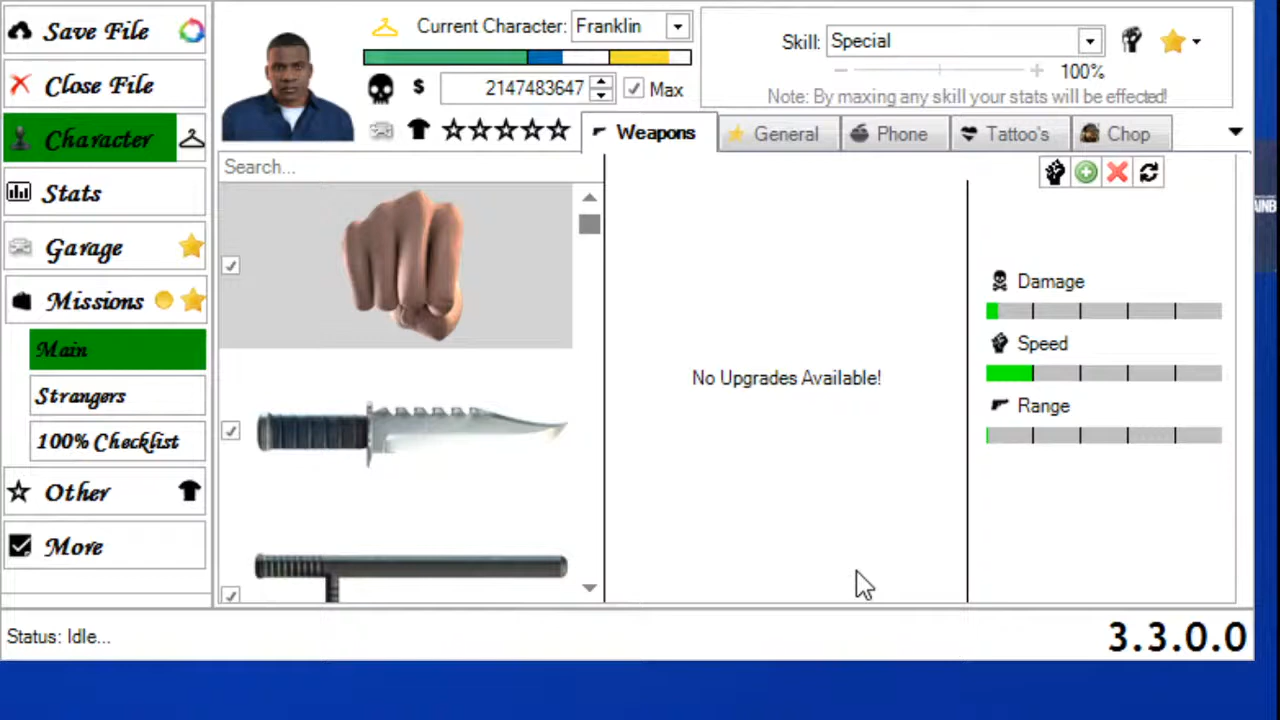 Save File
Close File
Character
Stats
Garage
Missions
Main
Strangers
100% Checklist
Other
More
Current Character: Franklin
$ 2147483647 Max
Skill: Special
100%
Note: By maxing any skill your stats will be effected!
Weapons General Phone Tattoo's Chop
Search...
No Upgrades Available!
Damage
Speed
Range
Status: Idle...
3.3.0.0